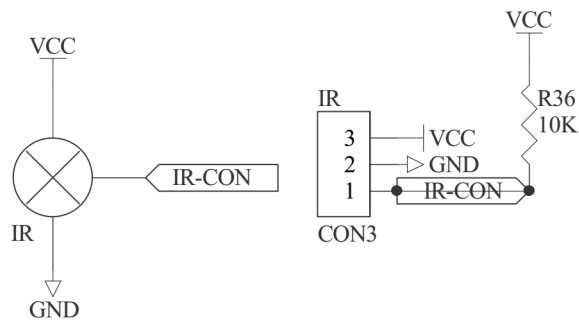 VCC
IR-CON
IR
GND
VCC
R36
10K
IR
3 VCC
2 GND
1 IR-CON
CON3